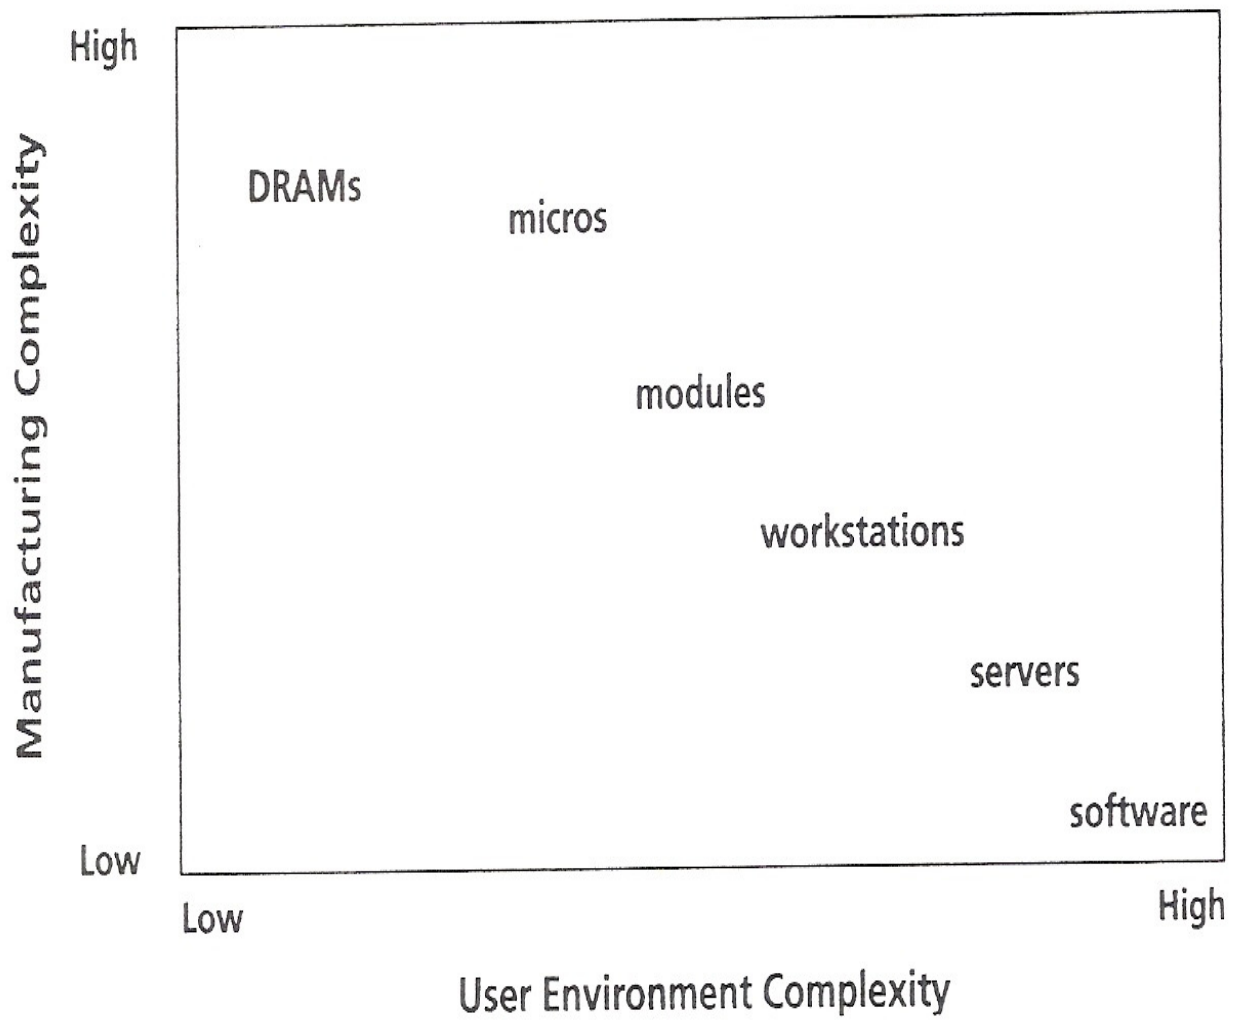 High
Manufacturing Complexity
DRAMs
micros
modules
workstations
servers
software
Low
Low
High
User Environment Complexity